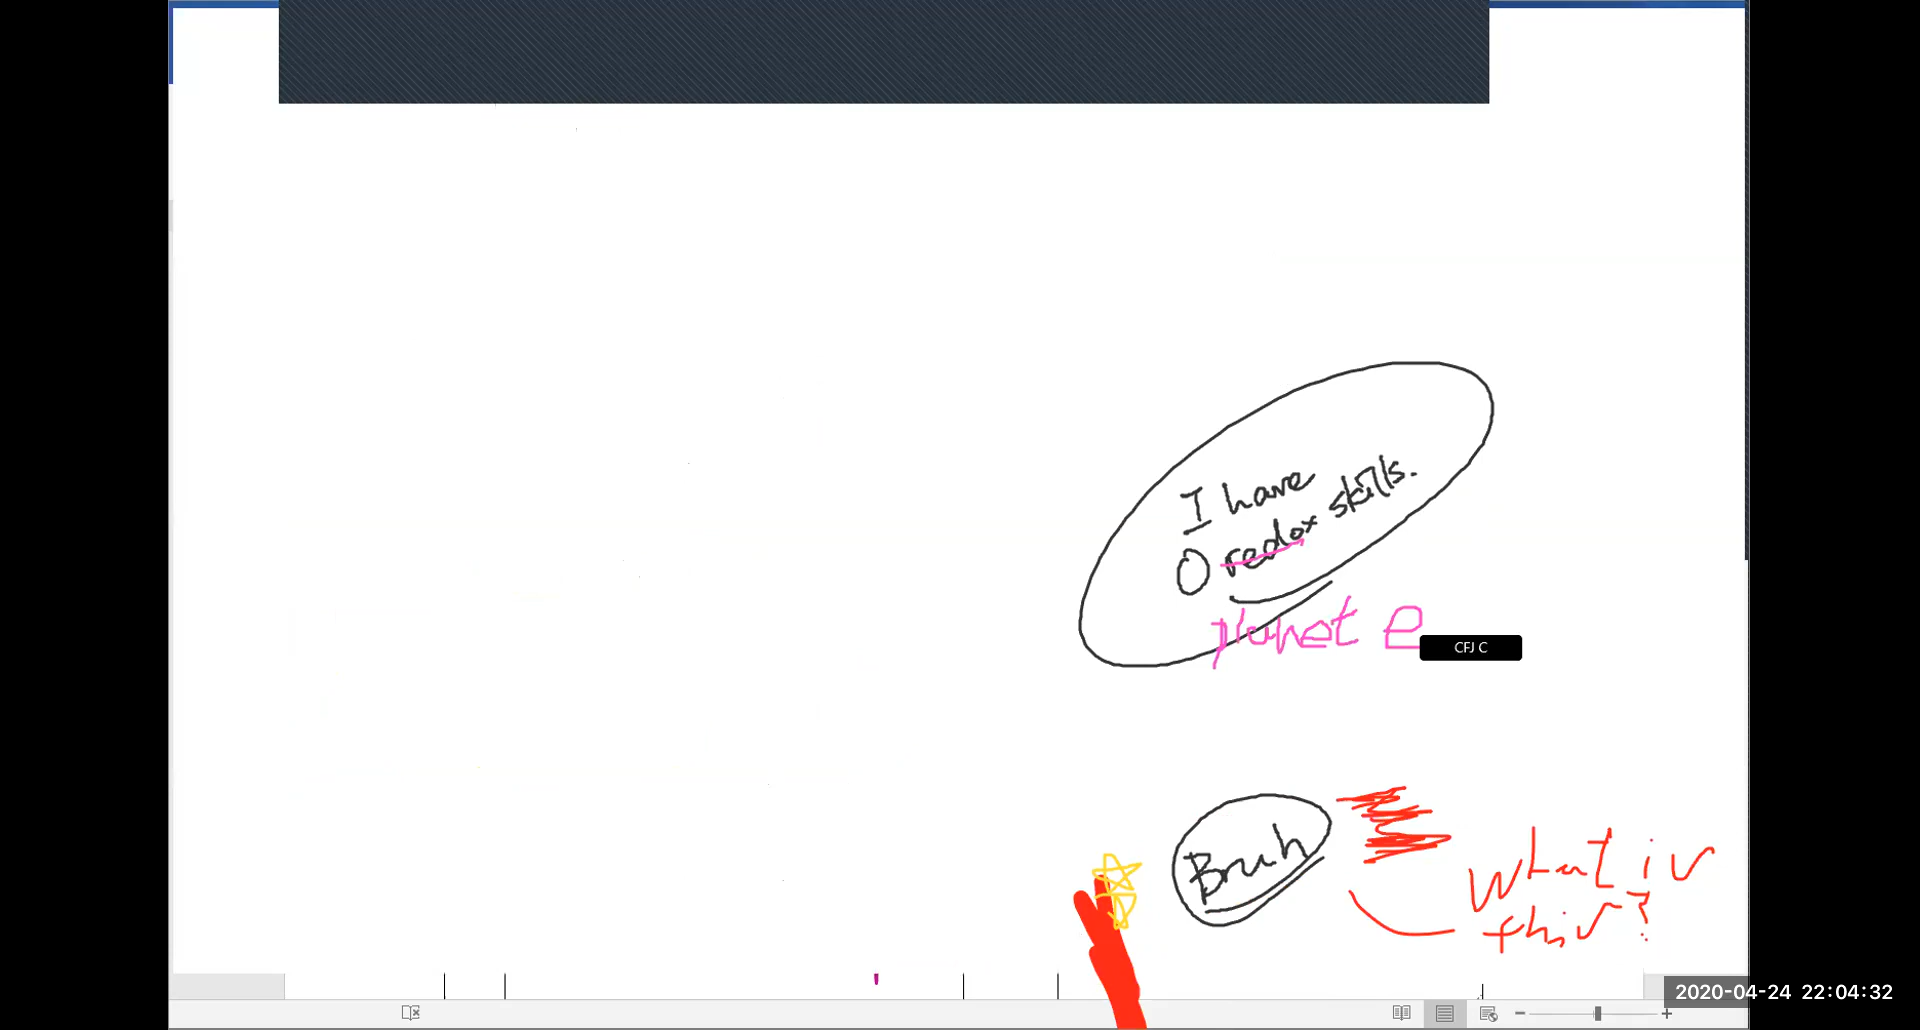 I have
0 redox skills.
planet e
CFJ C
Bruh
What is
this?
2020-04-24 22:04:32